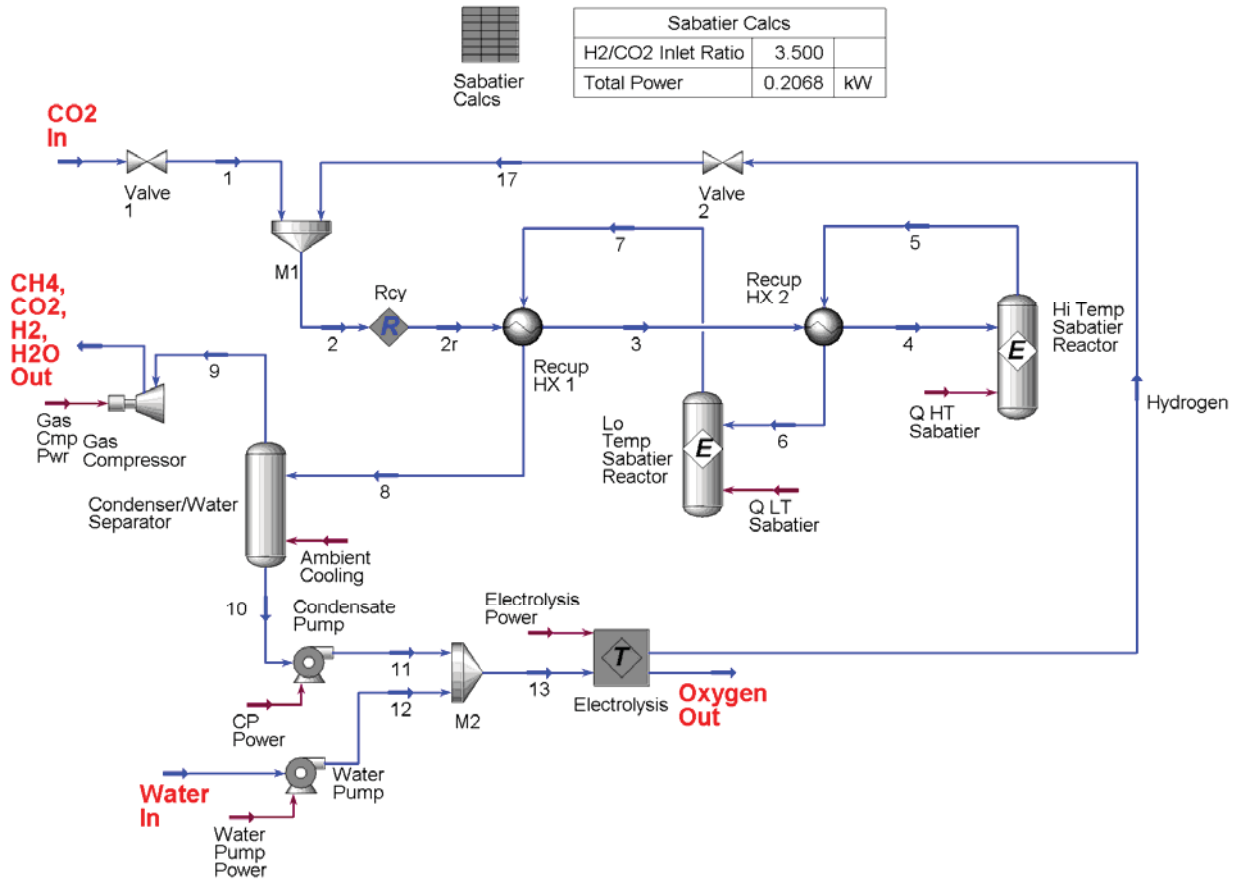 Sabatier Calcs
H2/CO2 Inlet Ratio 3.500
Total Power 0.2068 kW
Sabatier
Calcs
CO2
In
Valve
1
1
17
Valve
2
M1
7
5
Recup
HX 2
CH4,
CO2,
H2,
H2O
Out
Rcy
R
2
2r
3
4
Hi Temp
Sabatier
Reactor
E
9
Recup
HX 1
Q HT
Sabatier
Hydrogen
Gas
Cmp
Pwr
Gas
Compressor
Lo
Temp
Sabatier
Reactor
E
6
8
Condenser/Water
Separator
Q LT
Sabatier
Ambient
Cooling
10
Condensate
Pump
Electrolysis
Power
11
T
13
12
M2
Electrolysis
Oxygen
Out
CP
Power
Water
In
Water
Pump
Water
Pump
Power